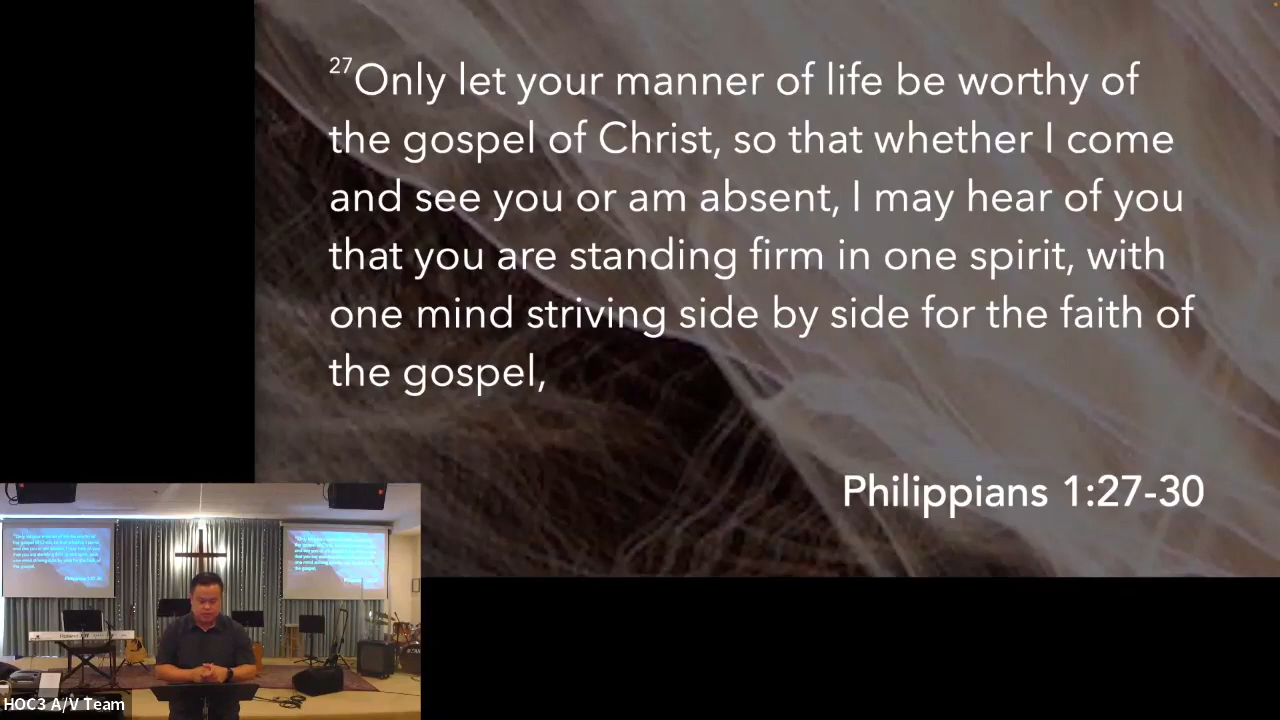 27Only let your manner of life be worthy of
the gospel of Christ, so that whether I come
and see you or am absent, I may hear of you
that you are standing firm in one spirit, with
one mind striving side by side for the faith of
the gospel,
Philippians 1:27-30
HOC3 A/V Team